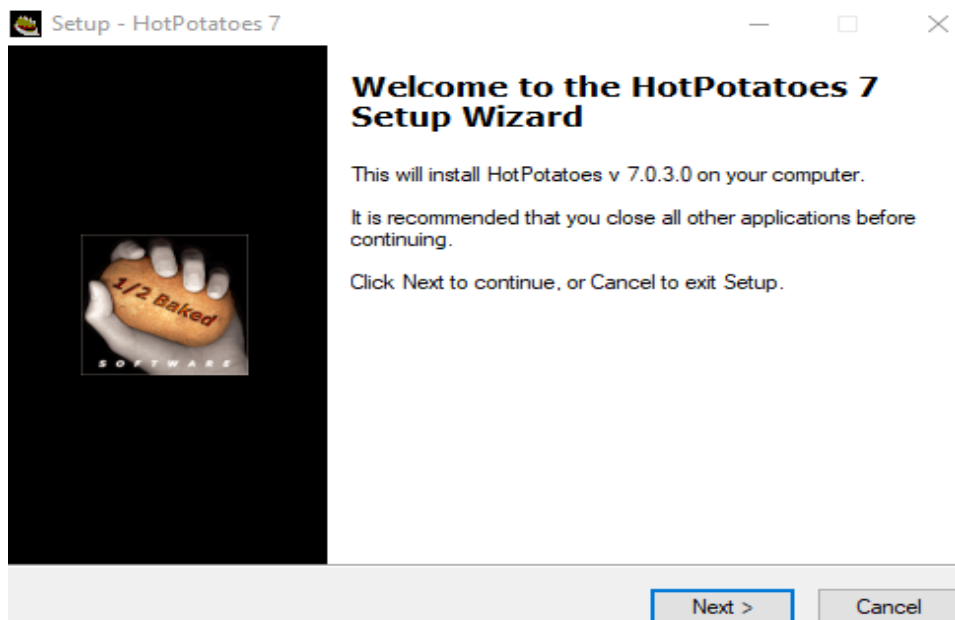 Setup - HotPotatoes 7
Welcome to the HotPotatoes 7
Setup Wizard
This will install HotPotatoes v 7.0.3.0 on your computer.
It is recommended that you close all other applications before
continuing.
Click Next to continue, or Cancel to exit Setup.
1/2 Baked
SOFTWARE
Next >
Cancel